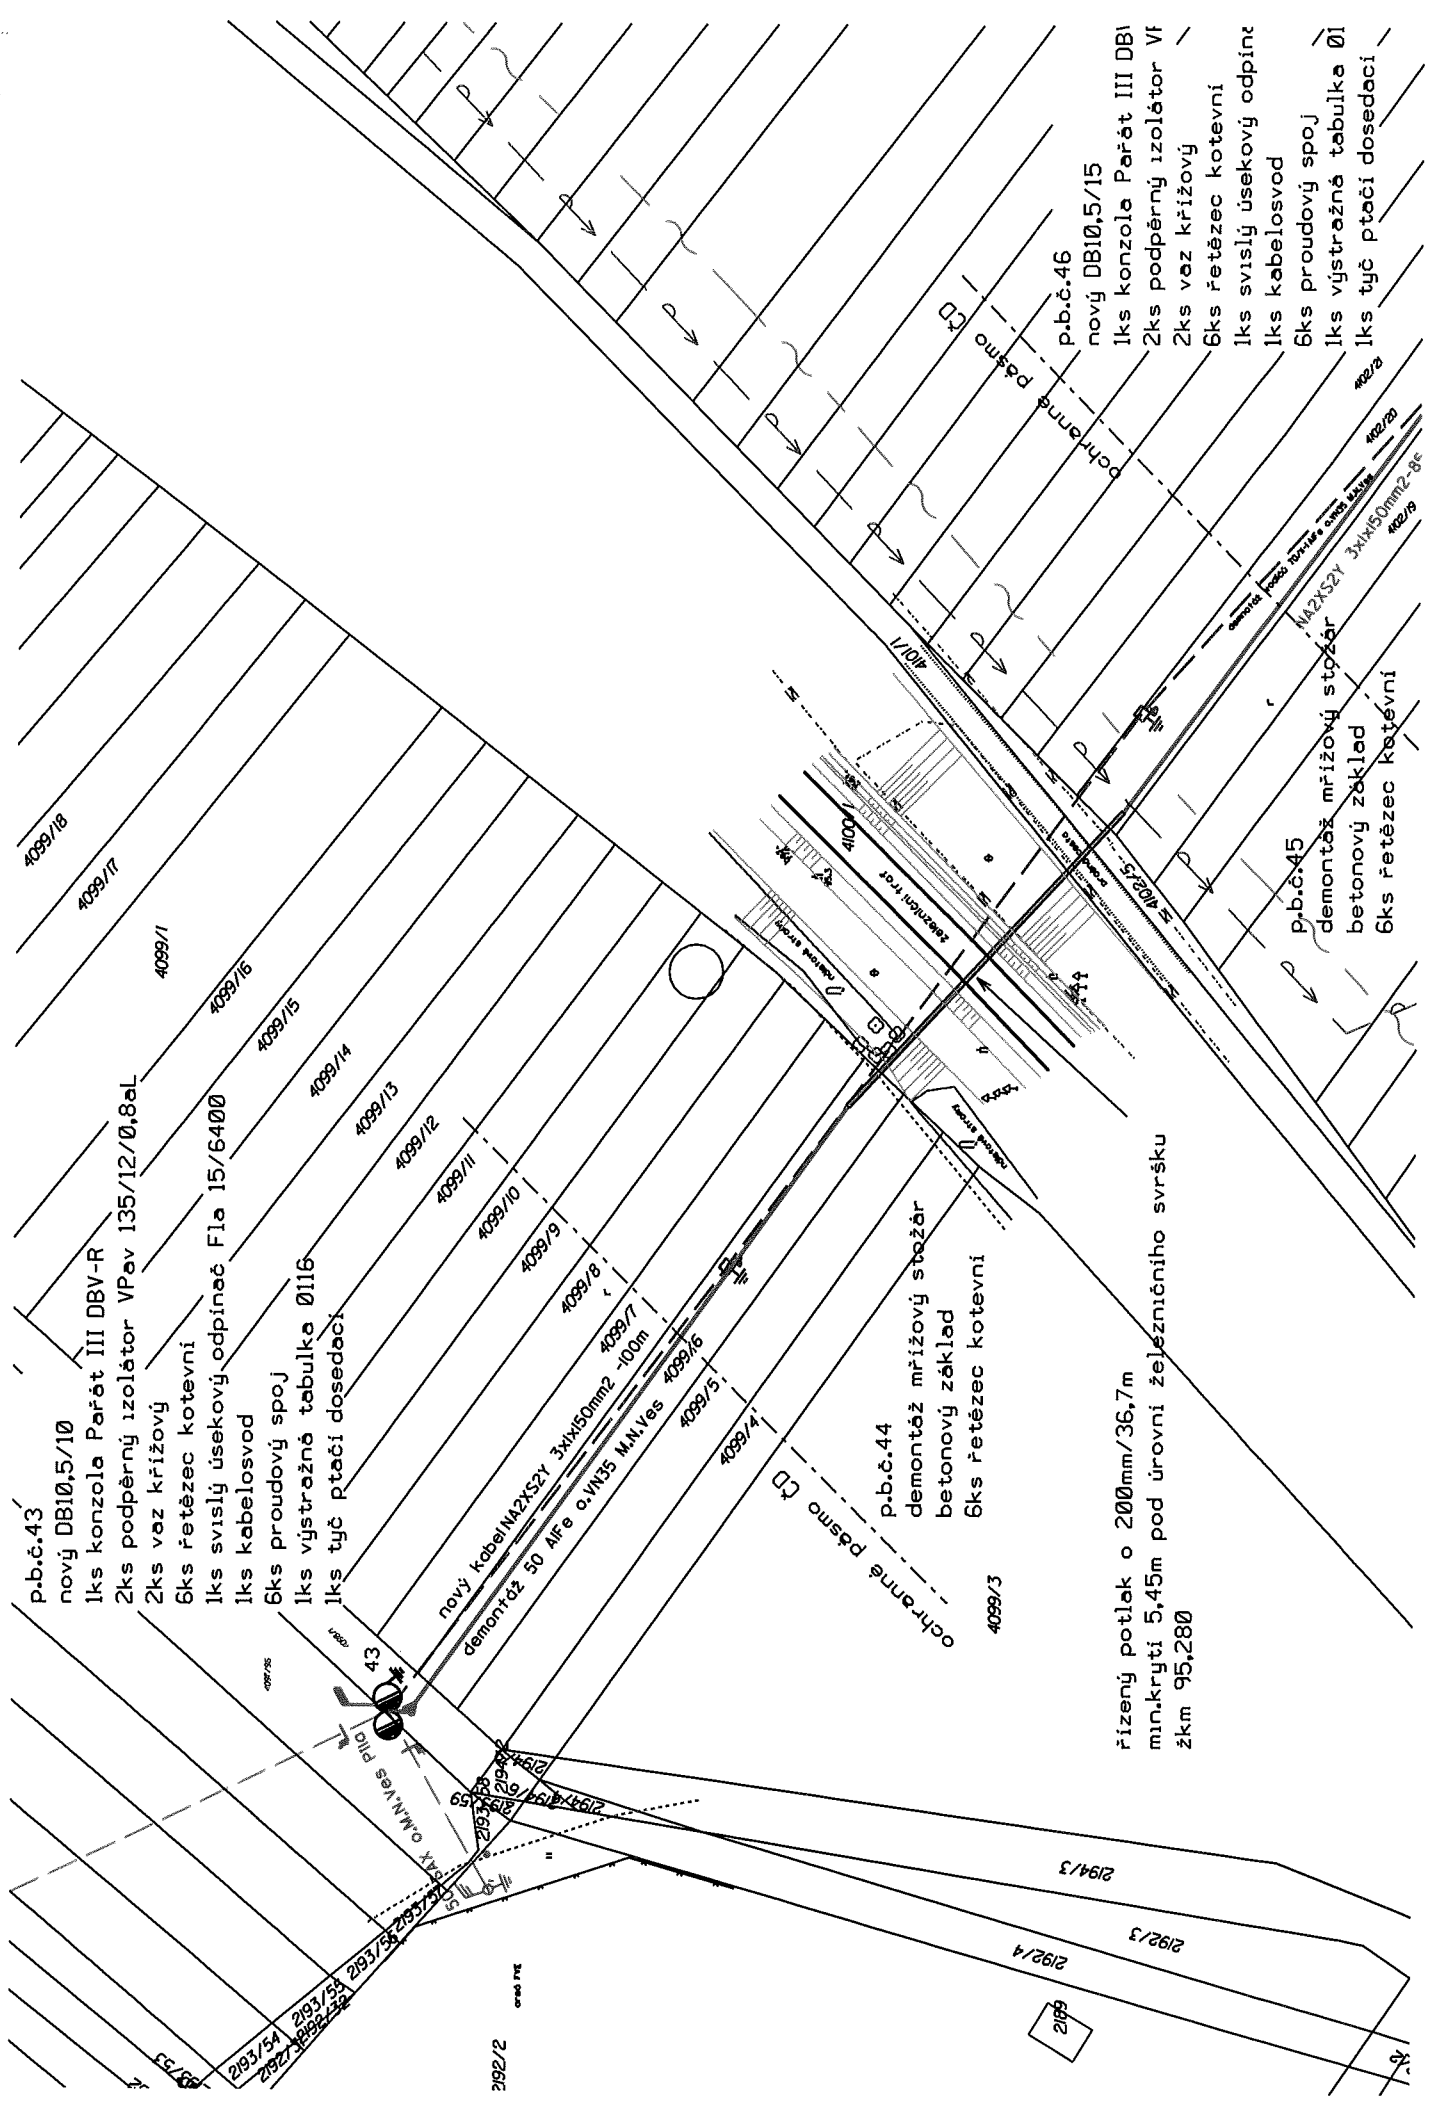 p.b.č.43
nový DB10,5/10
1ks konzola Pařát III DBV-R
2ks podpěrný izolátor VPav 135/12/0,8aL
2ks vaz křížový
6ks řetězec kotevní
1ks svislý úsekový odpínač Fla 15/6400
1ks kabelosvod
6ks proudový spoj
1ks výstražná tabulka 0116
1ks tyč ptačí dosedací
p.b.č.46
nový DB10,5/15
1ks konzola Pařát III DBV
2ks podpěrný izolátor
2ks vaz křížový
6ks řetězec kotevní
1ks svislý úsekový
1ks kabelosvod
6ks proudový spoj
1ks výstražná tabulka 01
1ks tyč ptačí dosedací
p.b.č.45
demontáž mřížový stožár
betonový základ
6ks řetězec kotevní
p.b.č.44
demontáž mřížový stožár
betonový základ
6ks řetězec kotevní
řízený potlak o 200mm/36,7m
min.krytí 5,45m pod úrovní železničního svršku
žkm 95,280
ochranné pásmo ČD
ochranné pásmo ČD
nový kabel NA2XS2Y 3x1x150mm2 -100m
demontáž 50 AlFe o.VN35 M.N.Ves
NA2XS2Y 3x1x150mm2-
železniční trať
43
4099/18
4099/17
4099/1
4099/16
4099/15
4099/14
4099/13
4099/12
4099/11
4099/10
4099/9
4099/8
4099/7
4099/6
4099/5
4099/4
4099/3
4100/1
4101/1
4102/5
4102/21
4102/20
4102/19
2193/54
2193/55
2193/56
2193/57
2192/32
2192/2
2192/4
2192/3
2194/3
2189